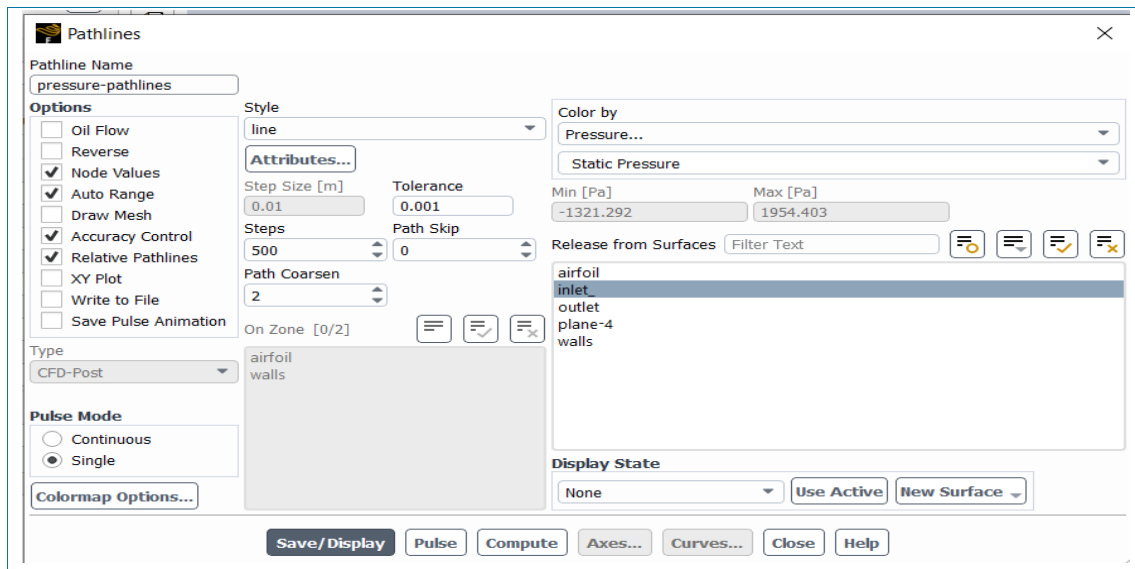 Pathlines
Pathline Name
pressure-pathlines
Options
Oil Flow
Reverse
Node Values
Auto Range
Draw Mesh
Accuracy Control
Relative Pathlines
XY Plot
Write to File
Save Pulse Animation
Type
CFD-Post
Pulse Mode
Continuous
Single
Colormap Options...
Style
line
Attributes...
Step Size [m] Tolerance
0.01 0.001
Steps Path Skip
500 0
Path Coarsen
2
On Zone [0/2]
airfoil
walls
Color by
Pressure...
Static Pressure
Min [Pa] Max [Pa]
-1321.292 1954.403
Release from Surfaces Filter Text
airfoil
inlet_
outlet
plane-4
walls
Display State
None Use Active New Surface
Save/Display Pulse Compute Axes... Curves... Close Help